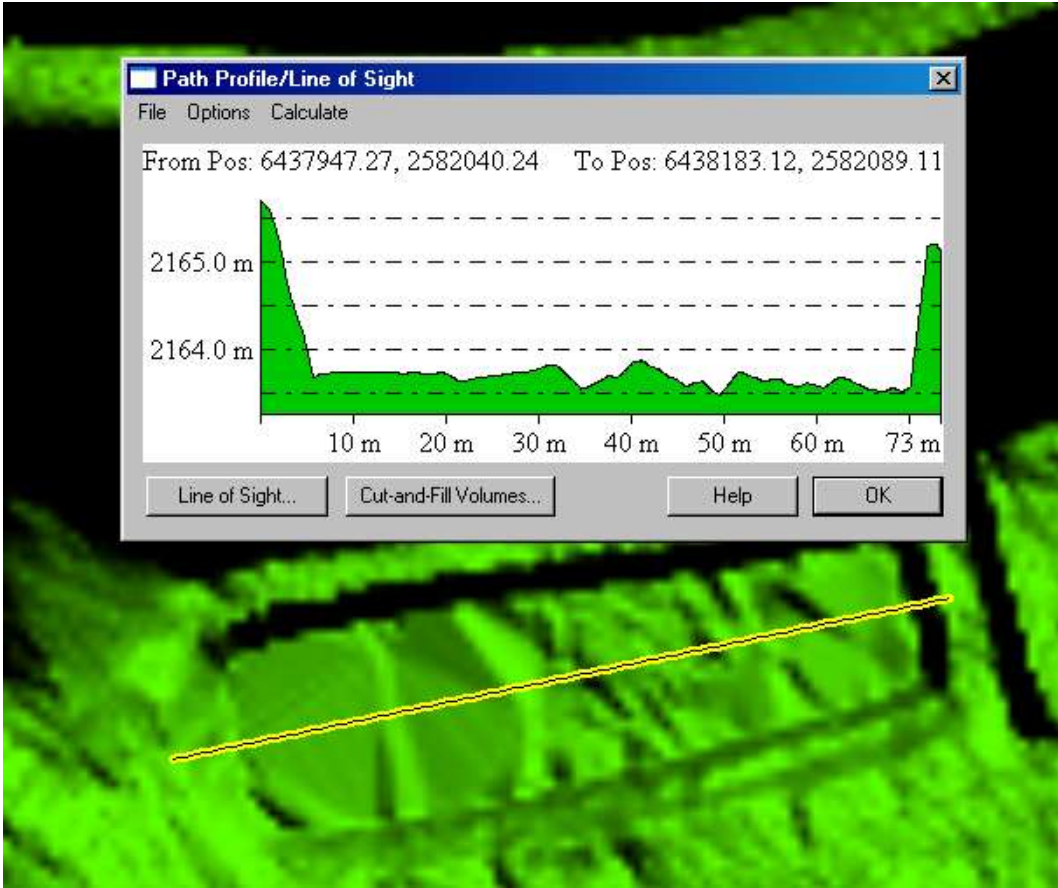 Path Profile/Line of Sight
File Options Calculate
From Pos: 6437947.27, 2582040.24 To Pos: 6438183.12, 2582089.11
2165.0 m
2164.0 m
10 m 20 m 30 m 40 m 50 m 60 m 73 m
Line of Sight... Cut-and-Fill Volumes... Help OK